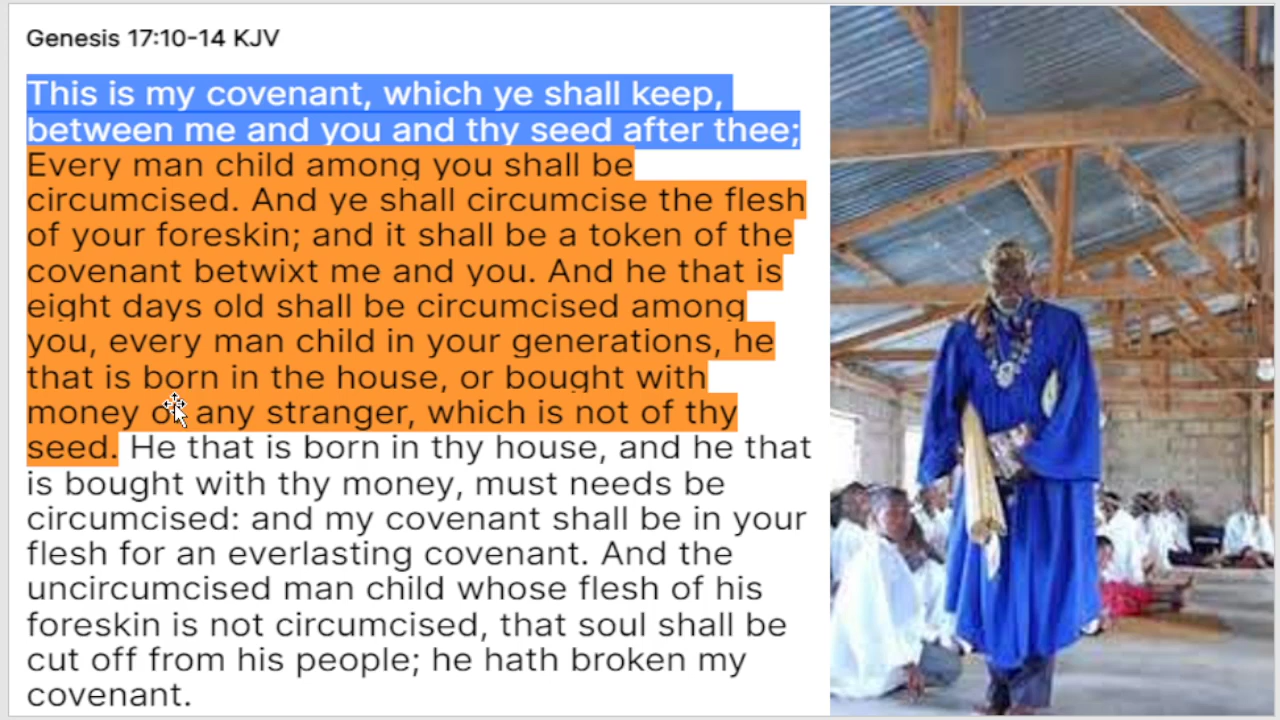 Genesis 17:10-14 KJV
This is my covenant, which ye shall keep,
between me and you and thy seed after thee;
Every man child among you shall be
circumcised. And ye shall circumcise the flesh
of your foreskin; and it shall be a token of the
covenant betwixt me and you. And he that is
eight days old shall be circumcised among
you, every man child in your generations, he
that is born in the house, or bought with
money of any stranger, which is not of thy
seed. He that is born in thy house, and he that
is bought with thy money, must needs be
circumcised: and my covenant shall be in your
flesh for an everlasting covenant. And the
uncircumcised man child whose flesh of his
foreskin is not circumcised, that soul shall be
cut off from his people; he hath broken my
covenant.